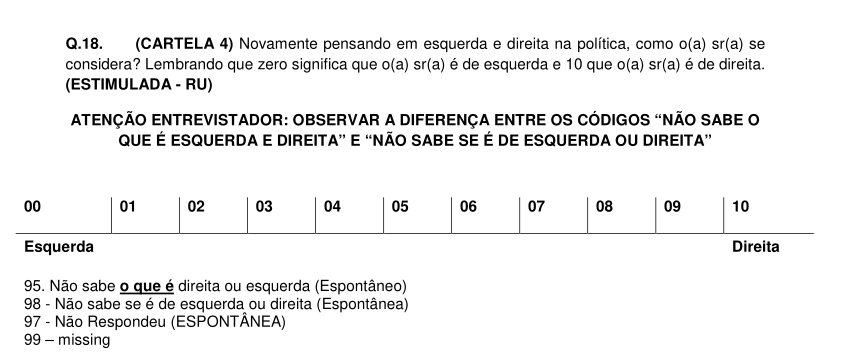 Q.18. (CARTELA 4) Novamente pensando em esquerda e direita na política, como o(a) sr(a) se
considera? Lembrando que zero significa que o(a) sr(a) é de esquerda e 10 que o(a) sr(a) é de direita.
(ESTIMULADA - RU)
ATENÇÃO ENTREVISTADOR: OBSERVAR A DIFERENÇA ENTRE OS CÓDIGOS “NÃO SABE O
QUE É ESQUERDA E DIREITA” E “NÃO SABE SE É DE ESQUERDA OU DIREITA”
00 01 02 03 04 05 06 07 08 09 10
Esquerda Direita
95. Não sabe o que é direita ou esquerda (Espontâneo)
98 - Não sabe se é de esquerda ou direita (Espontânea)
97 - Não Respondeu (ESPONTÂNEA)
99 – missing